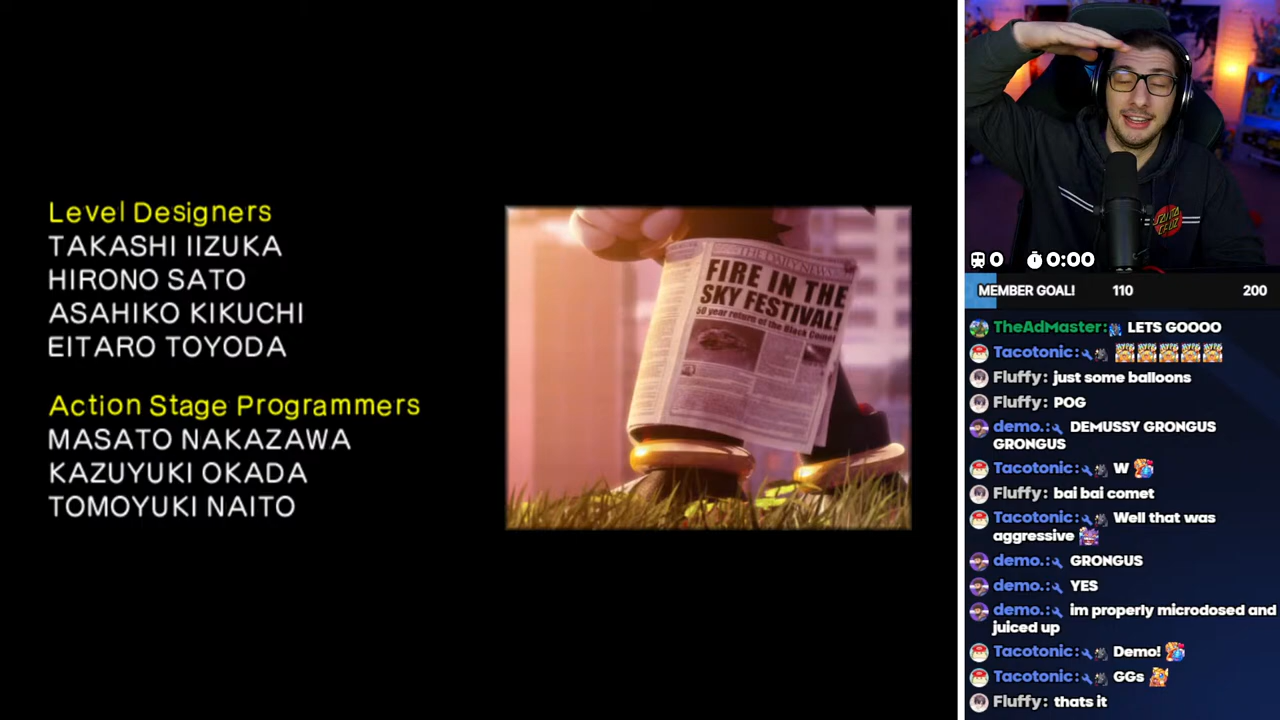 Level Designers
TAKASHI IIZUKA
HIRONO SATO
ASAHIKO KIKUCHI
EITARO TOYODA
Action Stage Programmers
MASATO NAKAZAWA
KAZUYUKI OKADA
TOMOYUKI NAITO
THE DAILY NEWS
FIRE IN THE
SKY FESTIVAL!
50 year return of the Black Comet
SANTA
CRUZ
0 0:00
MEMBER GOAL! 110 200
TheAdMaster: LETS GOOOO
Tacotonic:
Fluffy: just some balloons
Fluffy: POG
demo.: DEMUSSY GRONGUS
GRONGUS
Tacotonic: W
Fluffy: bai bai comet
Tacotonic: Well that was
aggressive
demo.: GRONGUS
demo.: YES
demo.: im properly microdosed and
juiced up
Tacotonic: Demo!
Tacotonic: GGs
Fluffy: thats it